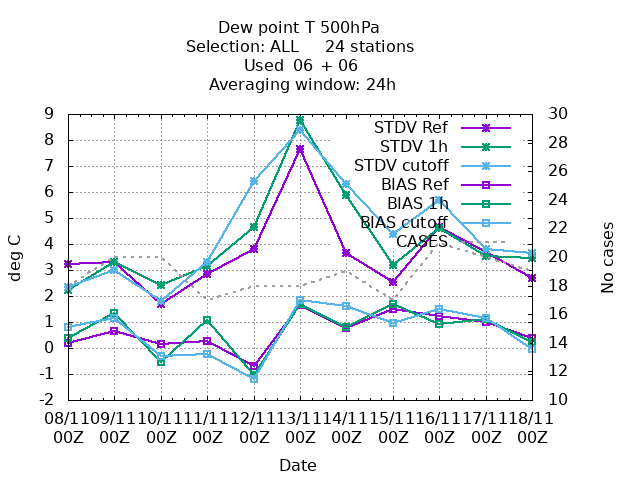 Dew point T 500hPa
Selection: ALL 24 stations
Used 06 + 06
Averaging window: 24h
9 30
8 28
7 26
6 24
5 22
4 20
3 18
2 16
1 14
0 12
-1 10
-2
deg C
No cases
STDV Ref
STDV 1h
STDV cutoff
BIAS Ref
BIAS 1h
BIAS cutoff
CASES
08/11 09/11 10/11 11/11 12/11 13/11 14/11 15/11 16/11 17/11 18/11
00Z 00Z 00Z 00Z 00Z 00Z 00Z 00Z 00Z 00Z 00Z
Date